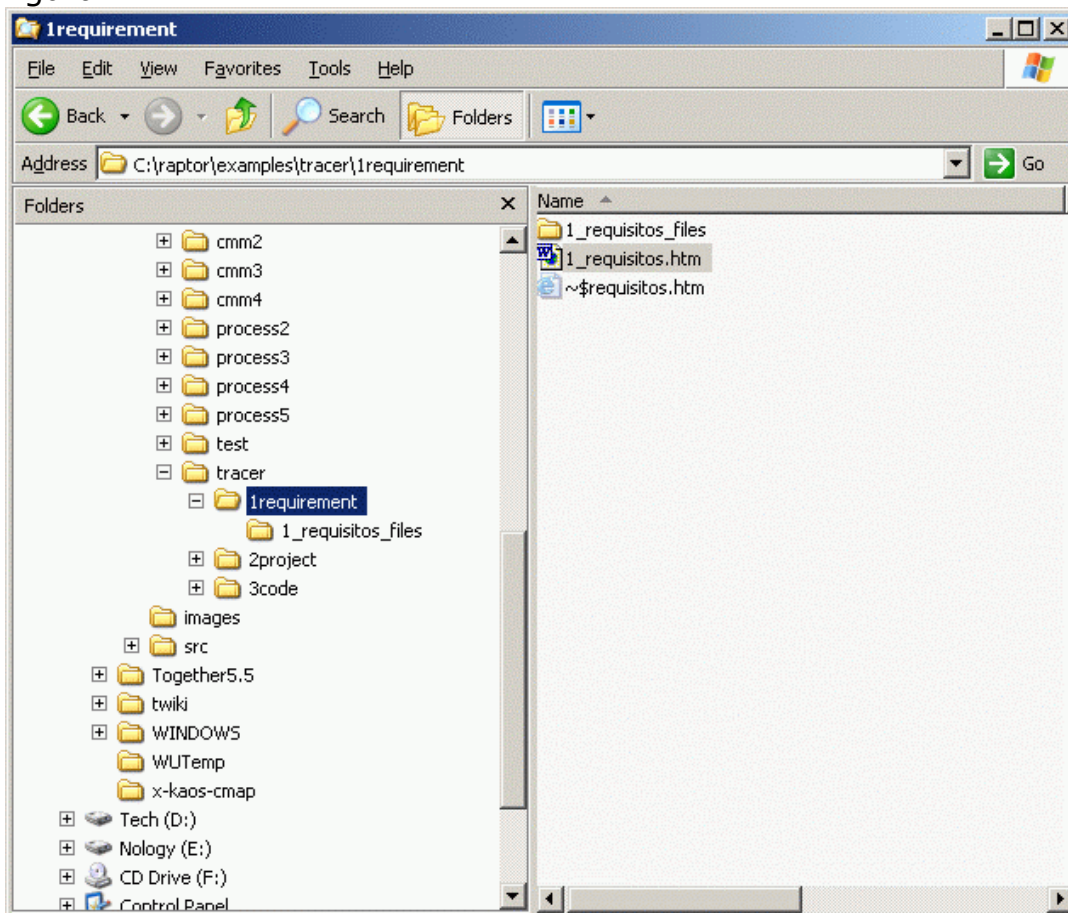 1requirement
File Edit View Favorites Tools Help
Back Search Folders
Address C:\raptor\examples\tracer\1requirement Go
Folders
cmm2
cmm3
cmm4
process2
process3
process4
process5
test
tracer
1requirement
1_requisitos_files
2project
3code
images
src
Together5.5
twiki
WINDOWS
WUTemp
x-kaos-cmap
Tech (D:)
Nology (E:)
CD Drive (F:)
Control Panel
Name
1_requisitos_files
1_requisitos.htm
~$requisitos.htm